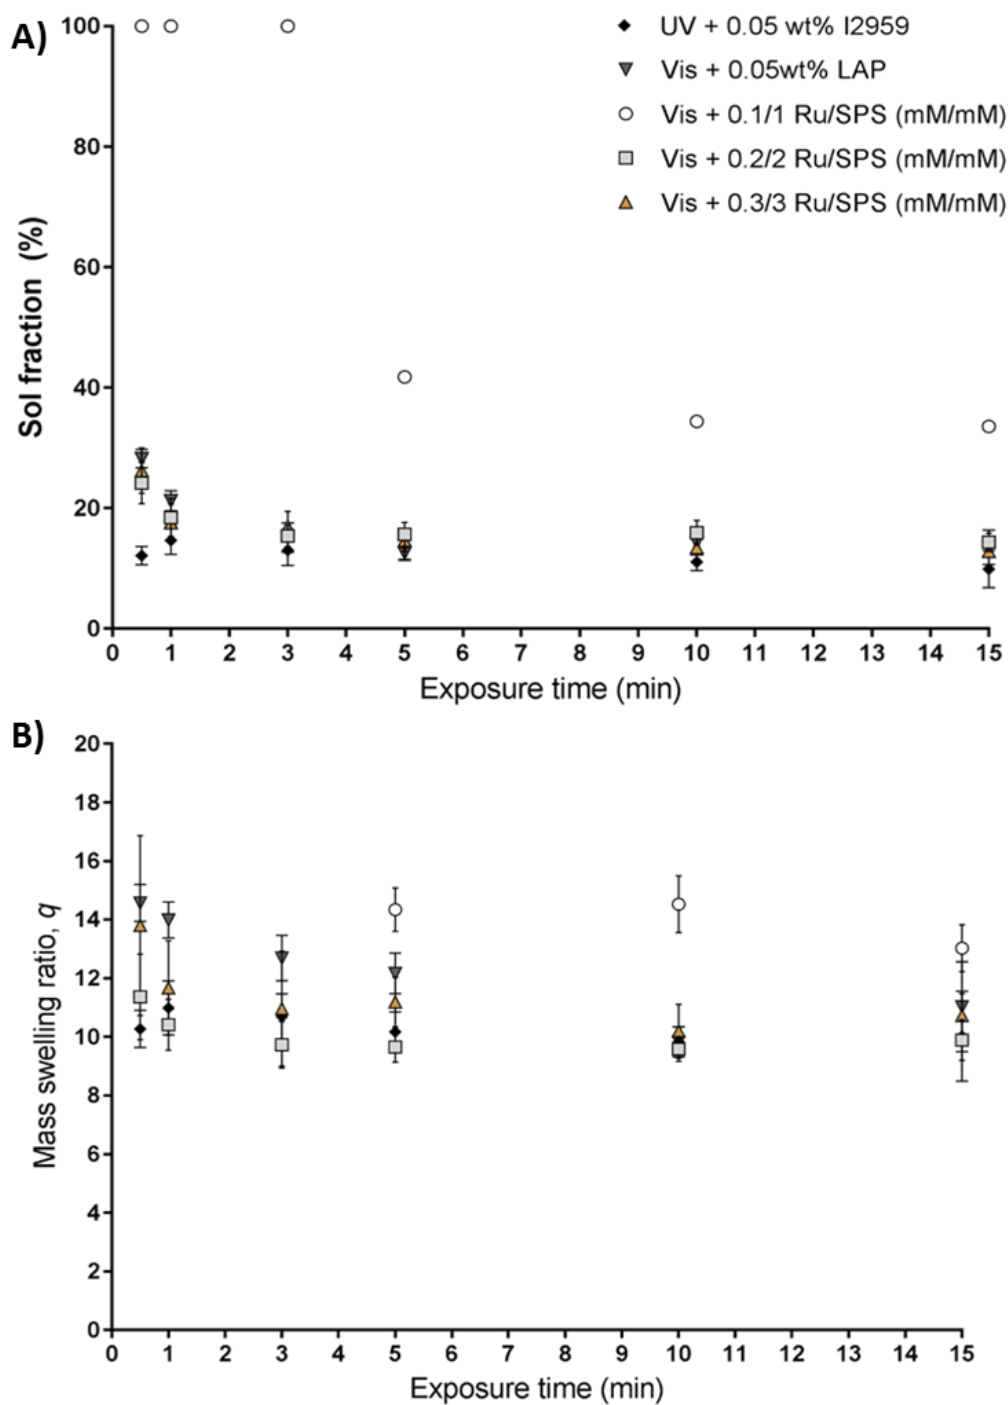 A)
100
80
60
40
20
0
Sol fraction (%)
UV + 0.05 wt% I2959
Vis + 0.05wt% LAP
Vis + 0.1/1 Ru/SPS (mM/mM)
Vis + 0.2/2 Ru/SPS (mM/mM)
Vis + 0.3/3 Ru/SPS (mM/mM)
0 1 2 3 4 5 6 7 8 9 10 11 12 13 14 15
Exposure time (min)
B)
20
18
16
14
12
10
8
6
4
2
0
Mass swelling ratio, q
0 1 2 3 4 5 6 7 8 9 10 11 12 13 14 15
Exposure time (min)